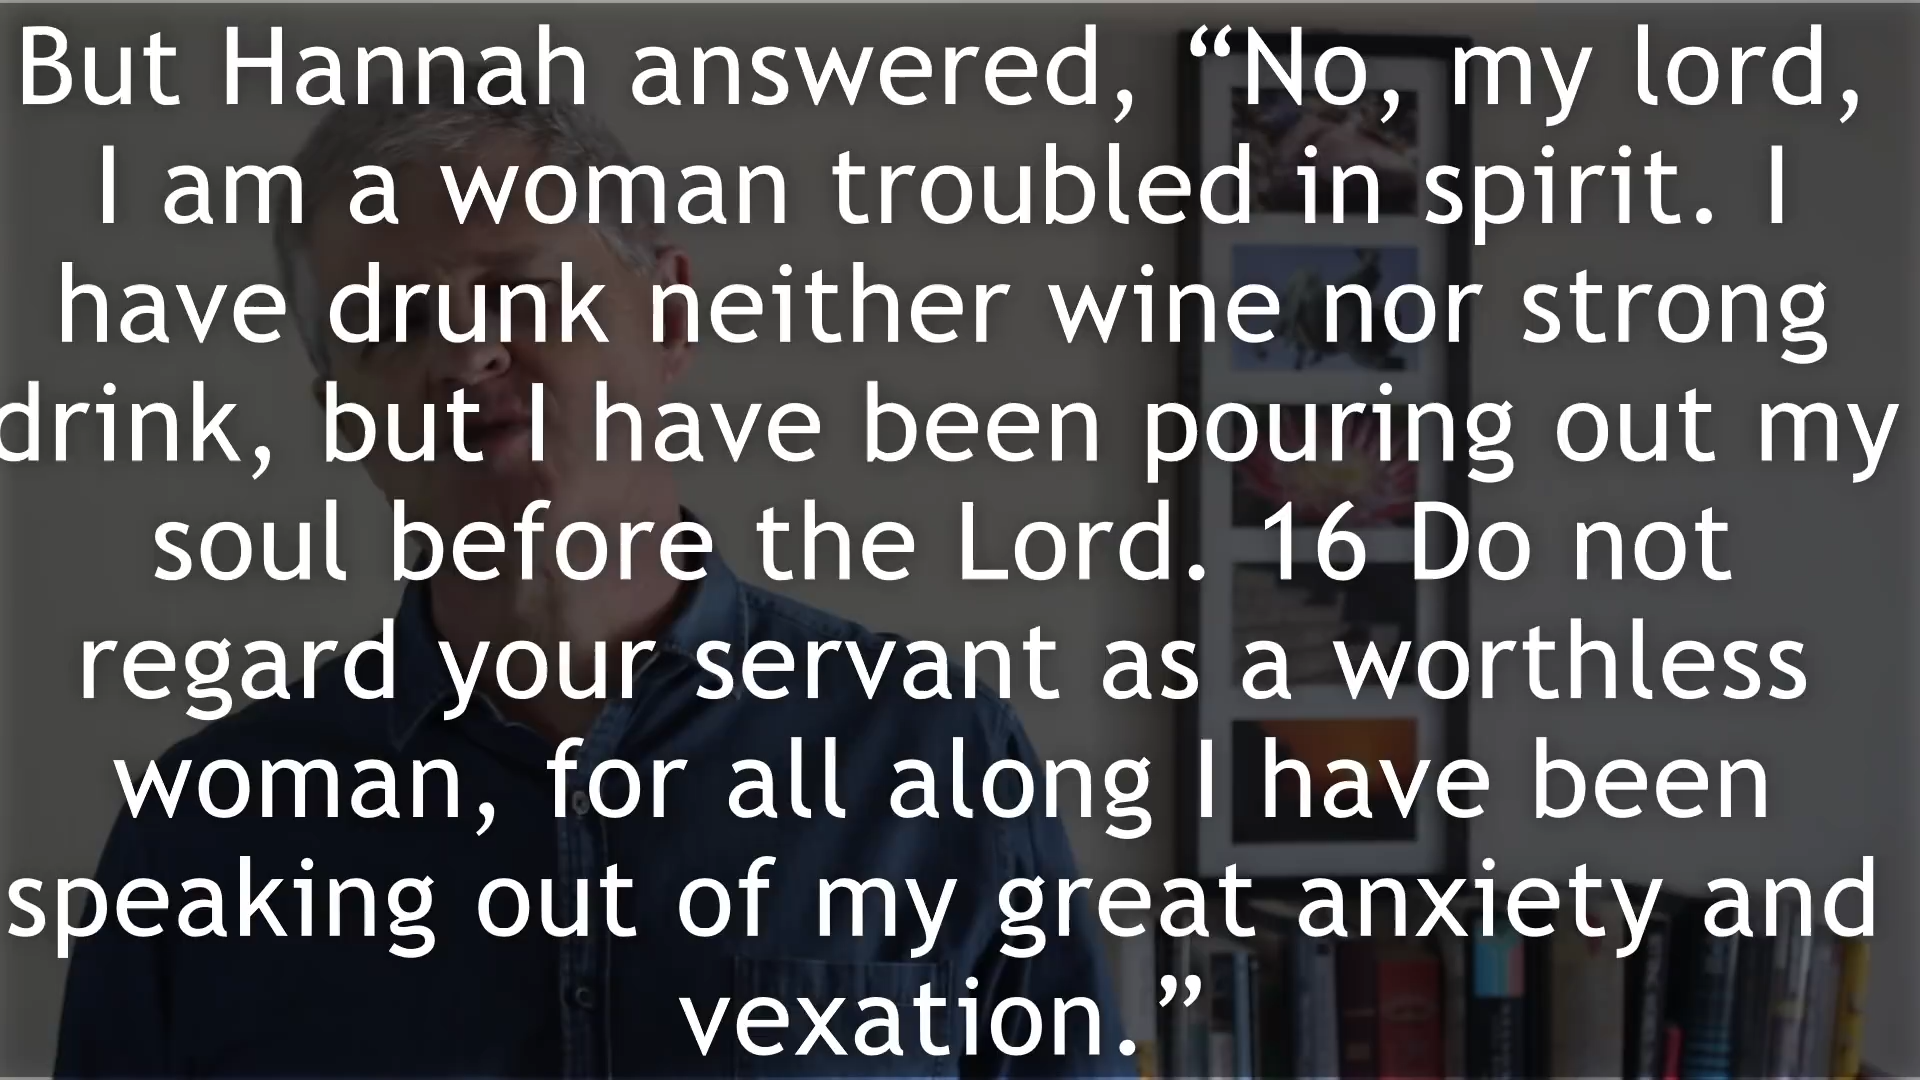 But Hannah answered, “No, my lord,
I am a woman troubled in spirit. I
have drunk neither wine nor strong
drink, but I have been pouring out my
soul before the Lord. 16 Do not
regard your servant as a worthless
woman, for all along I have been
speaking out of my great anxiety and
vexation.”